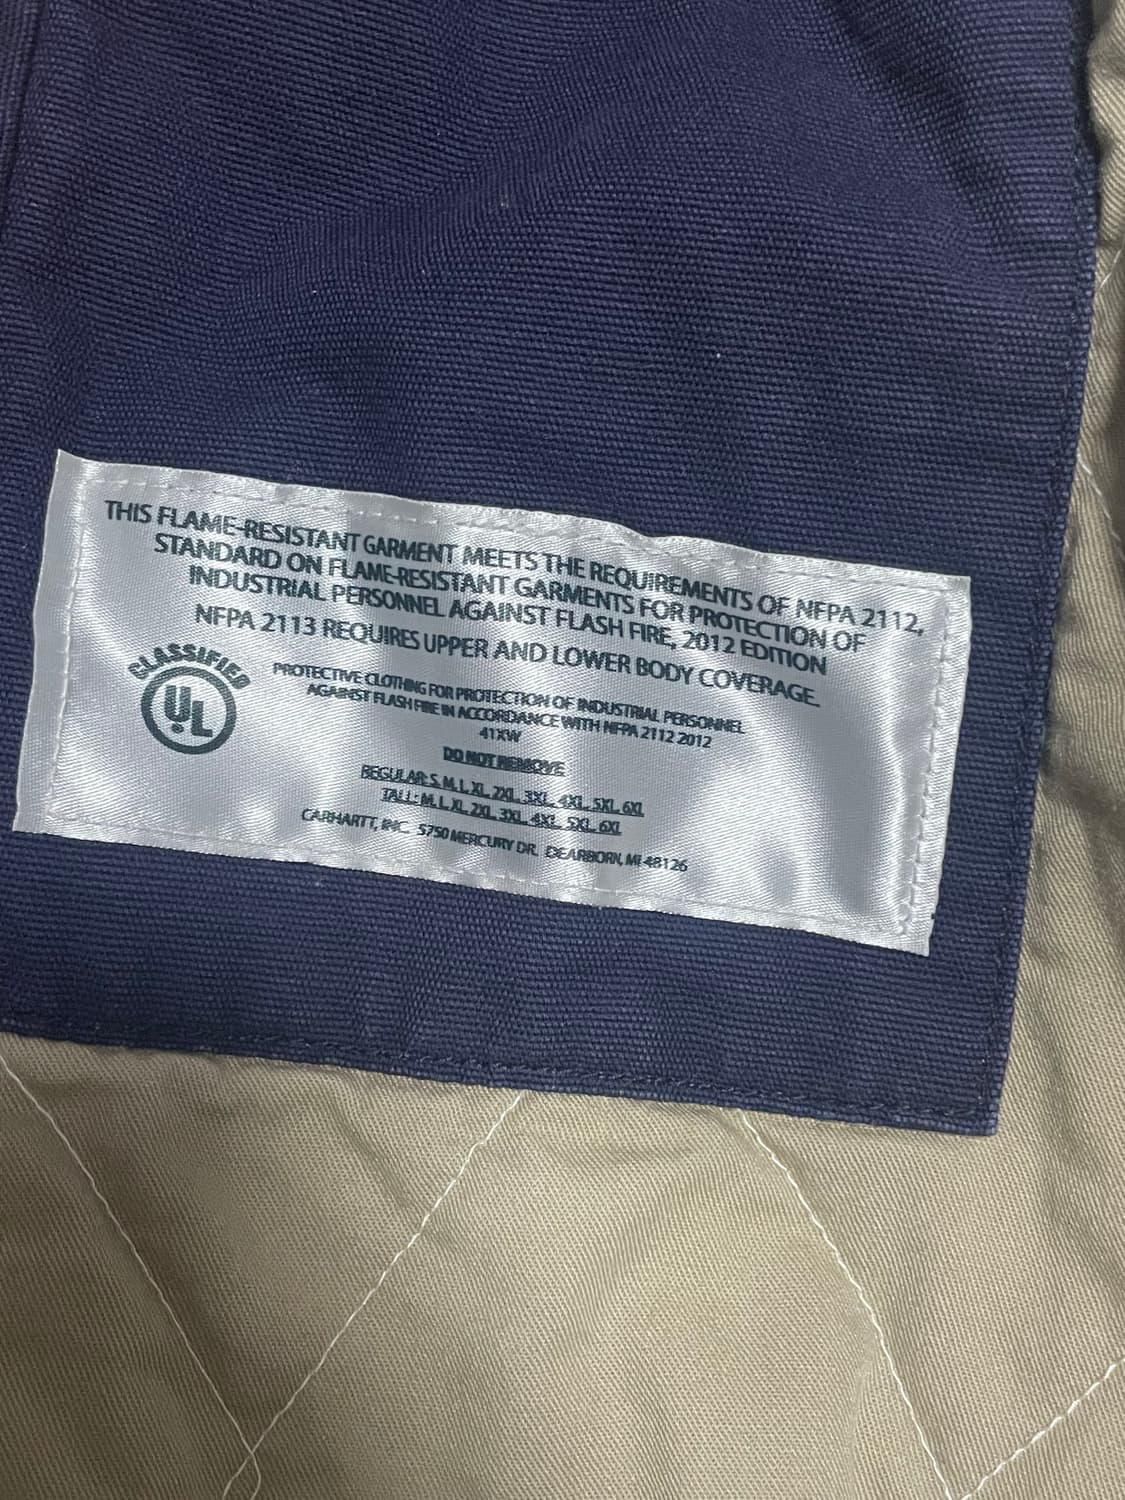 THIS FLAME-RESISTANT GARMENT MEETS THE REQUIREMENTS OF NFPA 2112,
STANDARD ON FLAME-RESISTANT GARMENTS FOR PROTECTION OF
INDUSTRIAL PERSONNEL AGAINST FLASH FIRE, 2012 EDITION
NFPA 2113 REQUIRES UPPER AND LOWER BODY COVERAGE.
CLASSIFIED
UL
PROTECTIVE CLOTHING FOR PROTECTION OF INDUSTRIAL PERSONNEL
AGAINST FLASH FIRE IN ACCORDANCE WITH NFPA 2112 2012
41XW
DO NOT REMOVE
REGULAR: S, M, L, XL, 2XL, 3XL, 4XL, 5XL, 6XL
TALL: M, L, XL, 2XL, 3XL, 4XL, 5XL, 6XL
CARHARTT, INC. 5750 MERCURY DR. DEARBORN, MI 48126